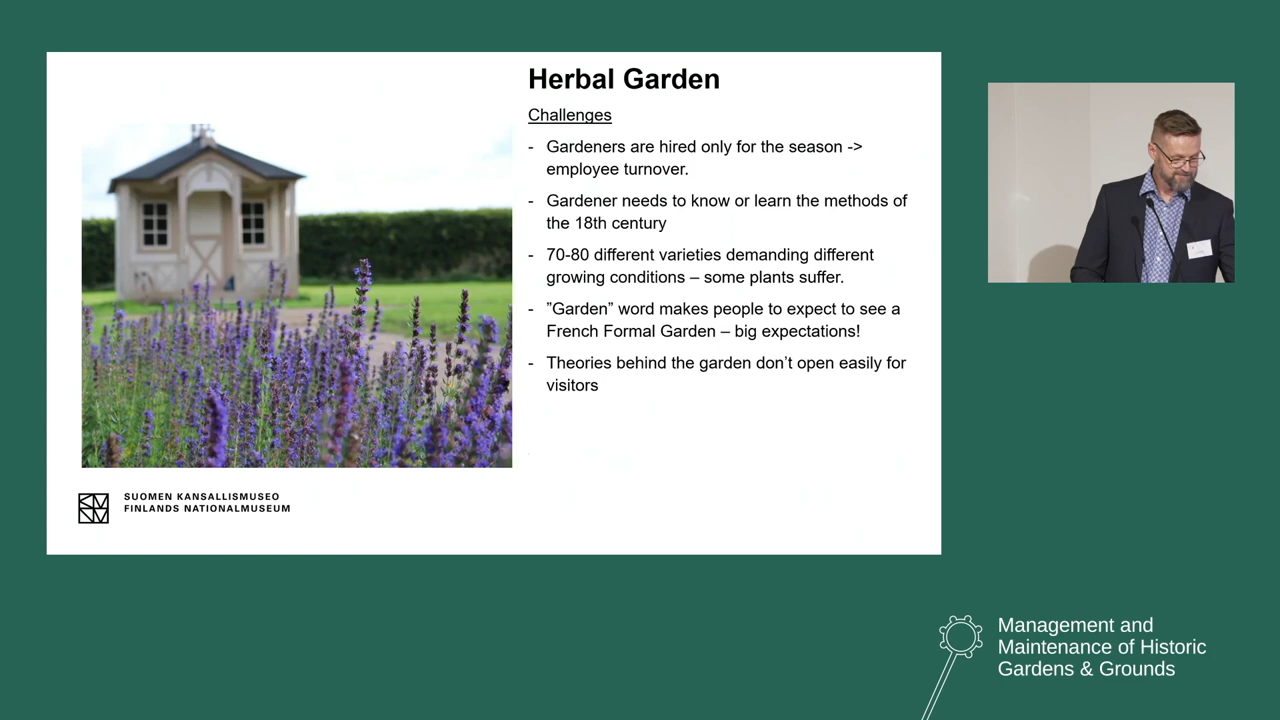 Herbal Garden
Challenges
- Gardeners are hired only for the season ->
employee turnover.
- Gardener needs to know or learn the methods of
the 18th century
- 70-80 different varieties demanding different
growing conditions – some plants suffer.
- ”Garden” word makes people to expect to see a
French Formal Garden – big expectations!
- Theories behind the garden don’t open easily for
visitors
SUOMEN KANSALLISMUSEO
FINLANDS NATIONALMUSEUM
Management and
Maintenance of Historic
Gardens & Grounds